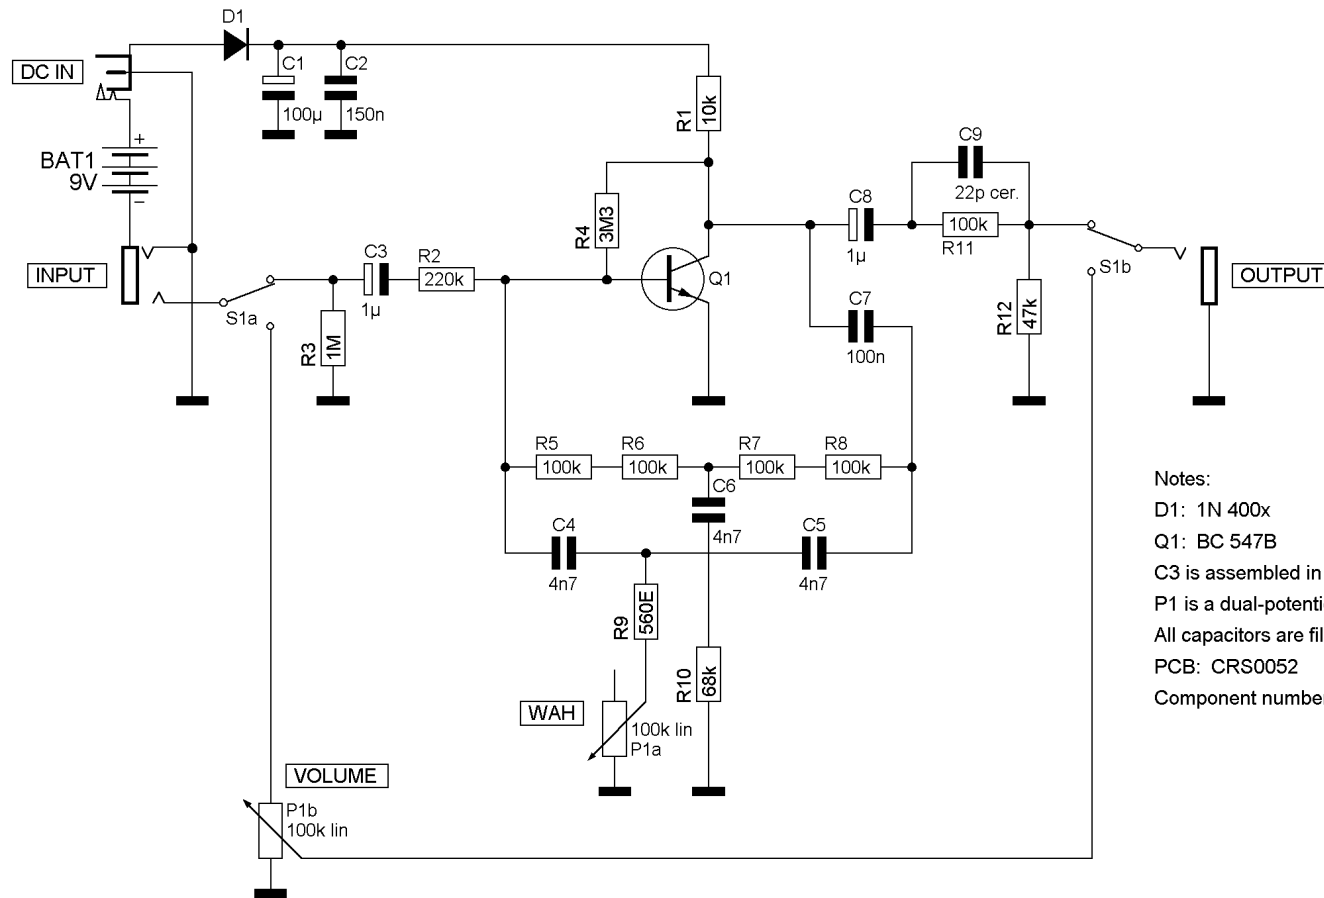 D1
DC IN
C1
100µ
C2
150n
R1
10k
BAT1
9V
+
−
C9
22p cer.
R4
3M3
C8
1µ
100k
R11
INPUT
C3
1µ
R2
220k
Q1
S1a
R3
1M
C7
100n
R12
47k
S1b
OUTPUT
R5
100k
R6
100k
R7
100k
R8
100k
C6
4n7
C4
4n7
C5
4n7
R9
560E
R10
68k
WAH
100k lin
P1a
VOLUME
P1b
100k lin
Notes:
D1: 1N 400x
Q1: BC 547B
C3 is assembled in
P1 is a dual-potenti
All capacitors are fil
PCB: CRS0052
Component numbe